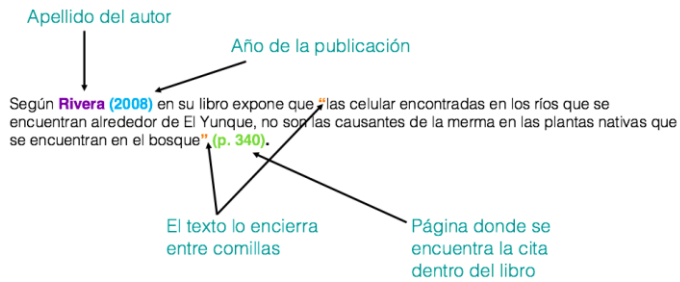 Apellido del autor
Año de la publicación
Según Rivera (2008) en su libro expone que “las celular encontradas en los ríos que se
encuentran alrededor de El Yunque, no son las causantes de la merma en las plantas nativas que
se encuentran en el bosque” (p. 340).
El texto lo encierra
entre comillas
Página donde se
encuentra la cita
dentro del libro